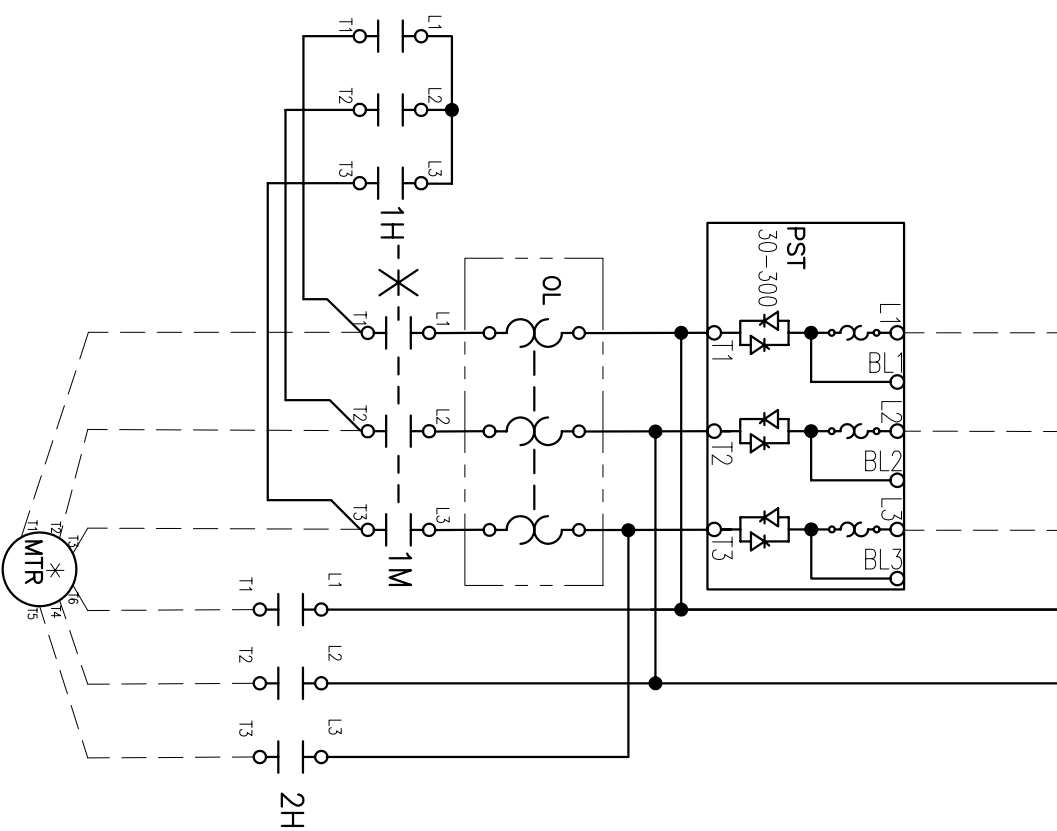 T1
L1
T2
L2
T3
L3
1H
PST
30-300
OL
T1
L1
T1
L1
BL1
T2
L2
T2
L2
BL2
T3
L3
T3
L3
BL3
1M
T1
T2
T3
MTR
T6
T4
T5
T1
L1
T2
L2
T3
L3
2H